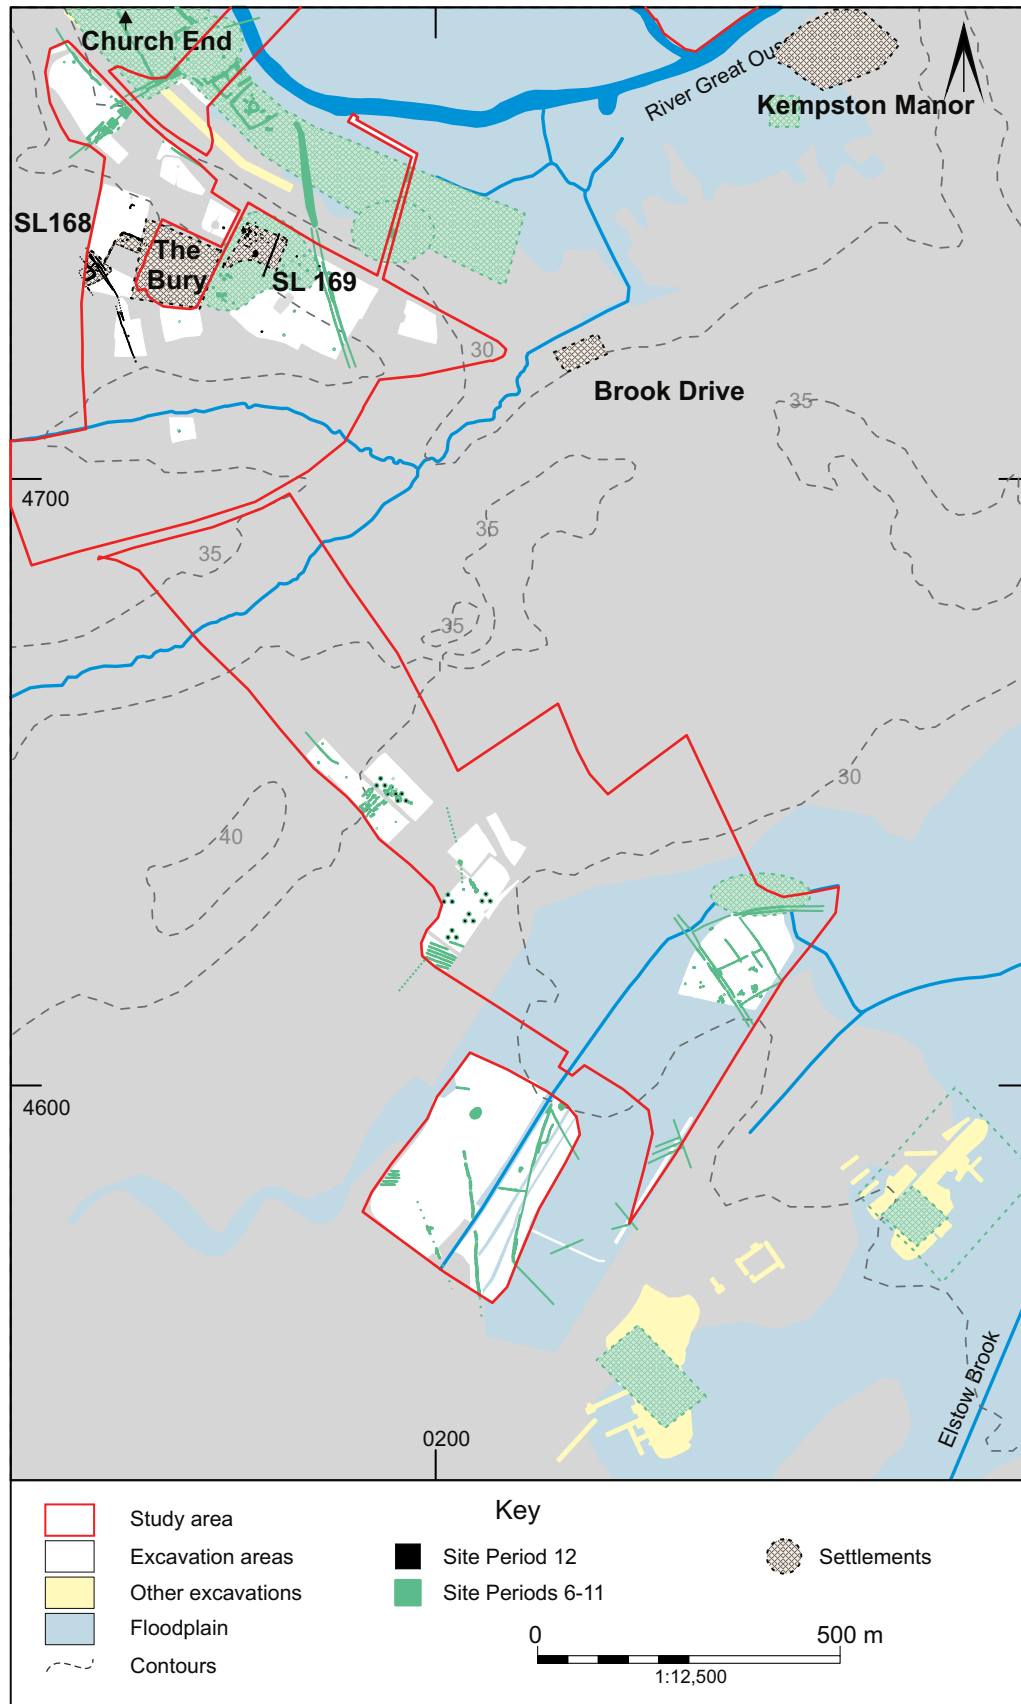 Church End
River Great Ous
Kempston Manor
SL168
The
Bury
SL 169
30
Brook Drive
35
4700
35
35
35
30
40
4600
Elstow Brook
0200
Key
Study area
Excavation areas
Other excavations
Floodplain
Contours
Site Period 12
Site Periods 6-11
Settlements
0 500 m
1:12,500